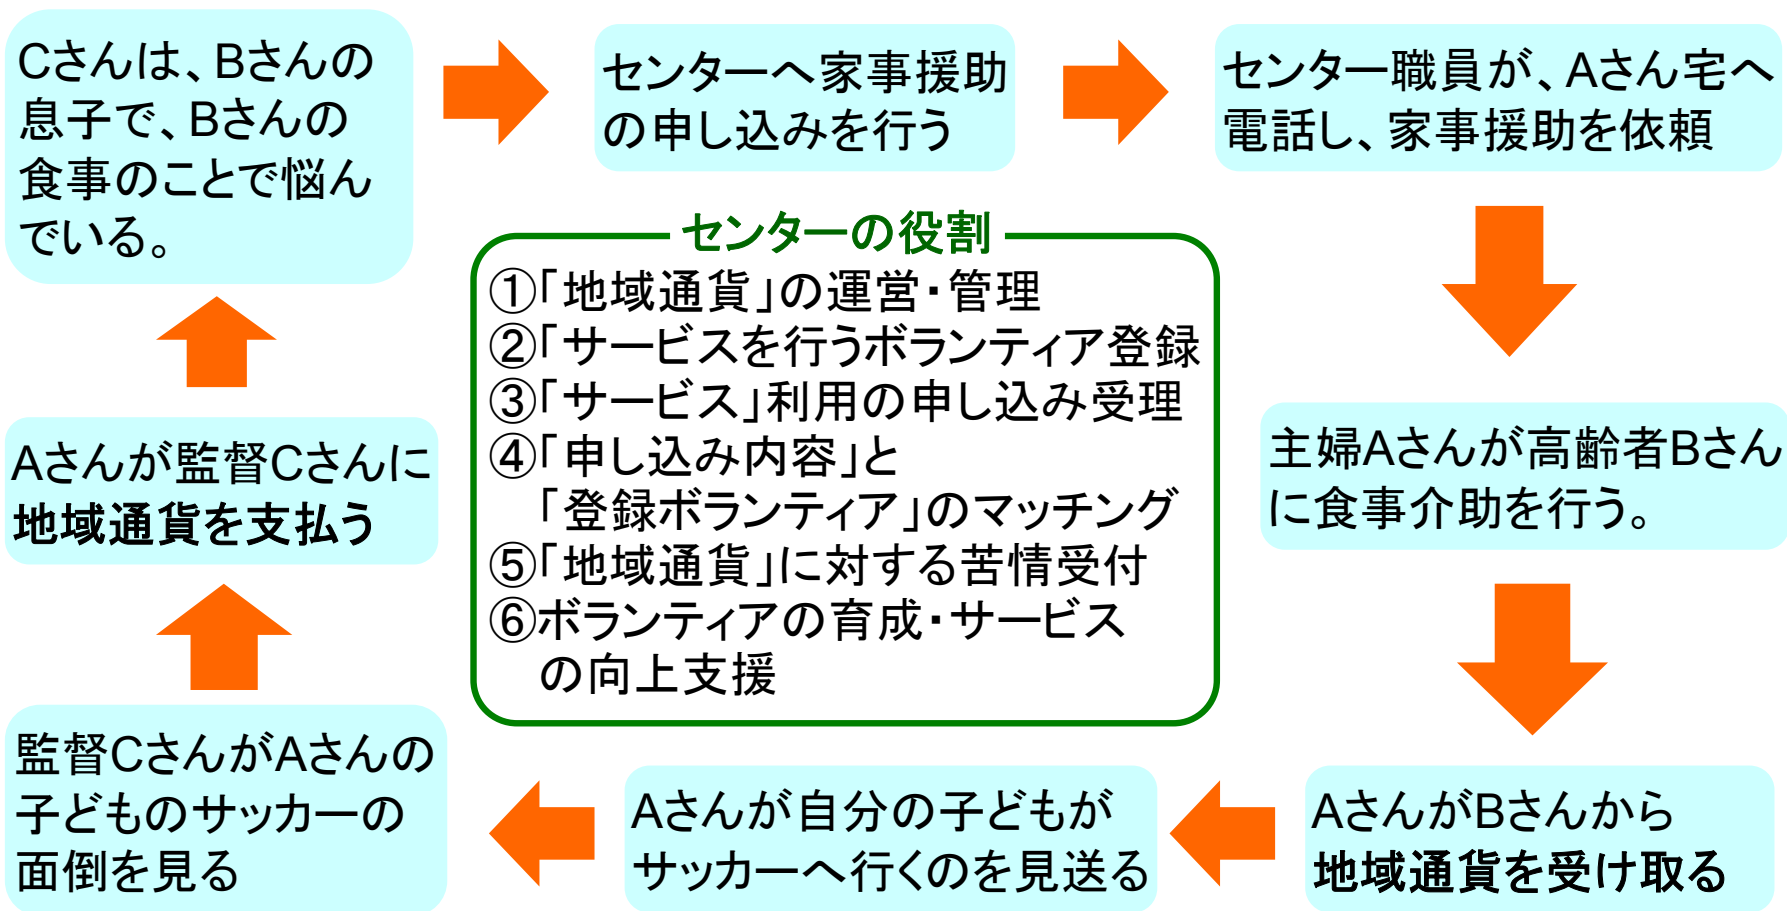 Cさんは、Bさんの
息子で、Bさんの
食事のことで悩ん
でいる。
センターへ家事援助
の申し込みを行う
センター職員が、Aさん宅へ
電話し、家事援助を依頼
主婦Aさんが高齢者Bさん
に食事介助を行う。
AさんがBさんから
地域通貨を受け取る
Aさんが自分の子どもが
サッカーへ行くのを見送る
監督CさんがAさんの
子どものサッカーの
面倒を見る
Aさんが監督Cさんに
地域通貨を支払う
センターの役割
①「地域通貨」の運営・管理
②「サービスを行うボランティア登録
③「サービス」利用の申し込み受理
④「申し込み内容」と
「登録ボランティア」のマッチング
⑤「地域通貨」に対する苦情受付
⑥ボランティアの育成・サービス
の向上支援